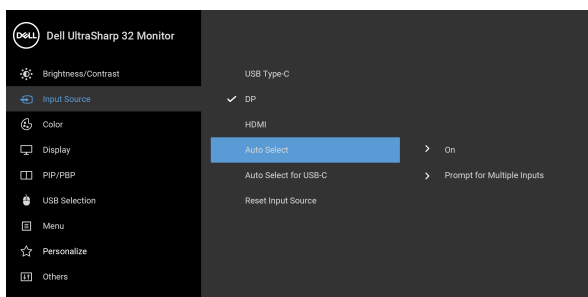 DELL Dell UltraSharp 32 Monitor
Brightness/Contrast
USB Type-C
Input Source
DP
Color
HDMI
Display
Auto Select
On
PIP/PBP
Auto Select for USB-C
Prompt for Multiple Inputs
USB Selection
Reset Input Source
Menu
Personalize
Others